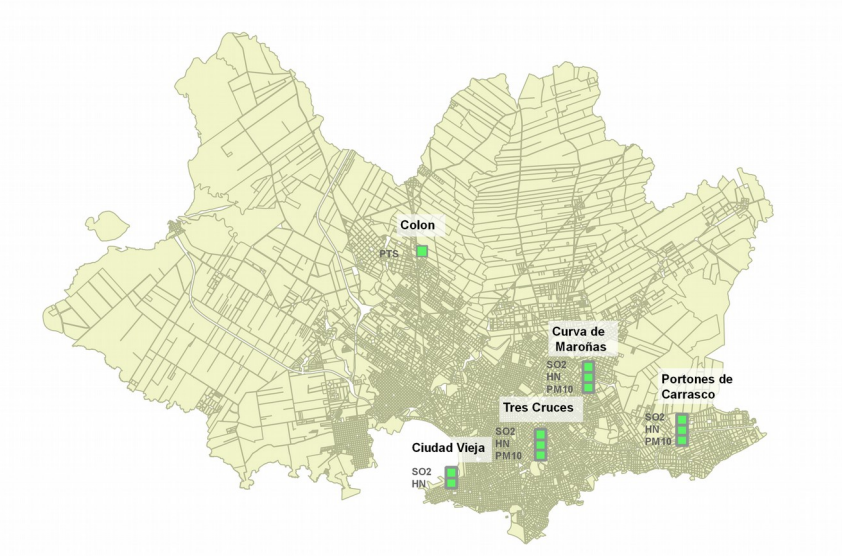 Colon
PTS
Curva de
Maroñas
SO2
HN
PM10
Portones de
Carrasco
SO2
HN
PM10
Tres Cruces
SO2
HN
PM10
Ciudad Vieja
SO2
HN